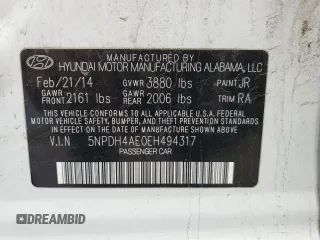 MANUFACTURED BY
HYUNDAI MOTOR MANUFACTURING ALABAMA, LLC
Feb/21/14 GVWR 3880 lbs PAINT JR
GAWR FRONT 2161 lbs GAWR REAR 2006 lbs TRIM RA
THIS VEHICLE CONFORMS TO ALL APPLICABLE U.S.A FEDERAL
MOTOR VEHICLE SAFETY, BUMPER, AND THEFT PREVENTION
STANDARDS IN EFFECT ON THE DATE OF MANUFACTURE
SHOWN ABOVE.
V.I.N 5NPDH4AE0EH494317
PASSENGER CAR
AUTOBIDMASTER